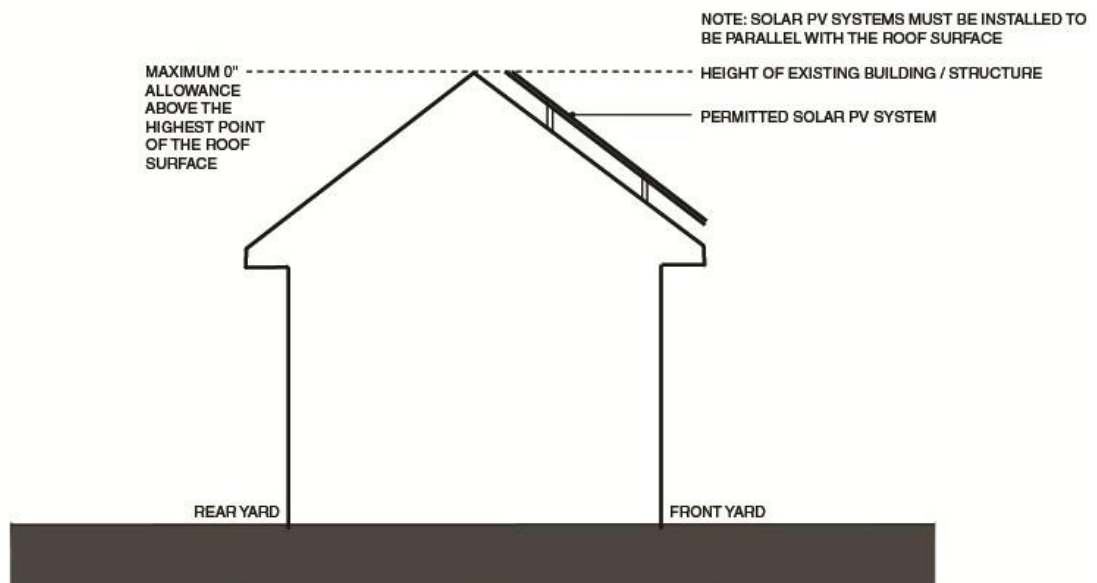 NOTE: SOLAR PV SYSTEMS MUST BE INSTALLED TO
BE PARALLEL WITH THE ROOF SURFACE
MAXIMUM 0"
ALLOWANCE
ABOVE THE
HIGHEST POINT
OF THE ROOF
SURFACE
HEIGHT OF EXISTING BUILDING / STRUCTURE
PERMITTED SOLAR PV SYSTEM
REAR YARD
FRONT YARD